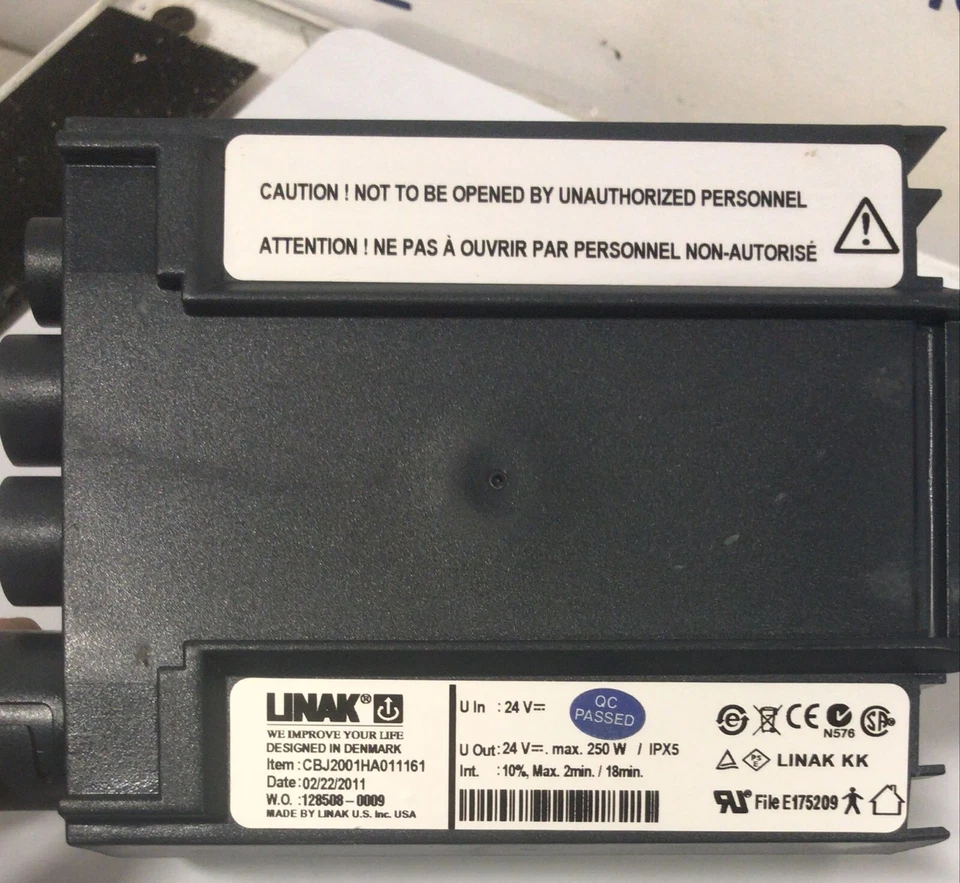 CAUTION ! NOT TO BE OPENED BY UNAUTHORIZED PERSONNEL
ATTENTION ! NE PAS À OUVRIR PAR PERSONNEL NON-AUTORISÉ
LINAK®
WE IMPROVE YOUR LIFE
DESIGNED IN DENMARK
Item : CBJ2001HA011161
Date : 02/22/2011
W.O. : 128508-0009
MADE BY LINAK U.S. Inc. USA
U In : 24 V
QC PASSED
U Out : 24 V . max. 250 W / IPX5
Int. : 10%, Max. 2min. / 18min.
CE
N576
LINAK KK
File E175209